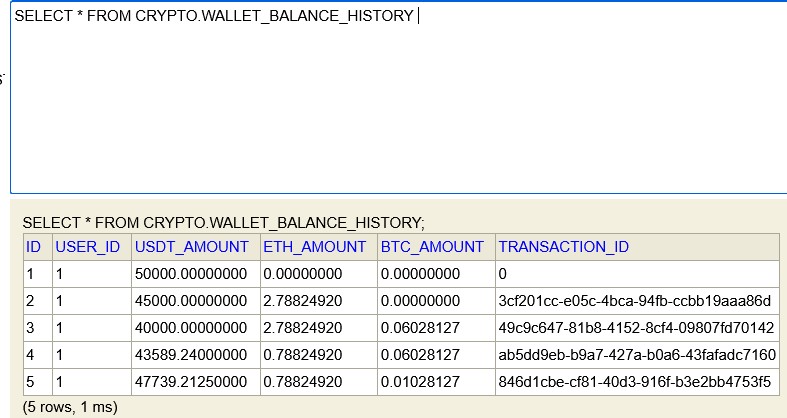 SELECT * FROM CRYPTO.WALLET_BALANCE_HISTORY
SELECT * FROM CRYPTO.WALLET_BALANCE_HISTORY;
ID USER_ID USDT_AMOUNT ETH_AMOUNT BTC_AMOUNT TRANSACTION_ID
1 1 50000.00000000 0.00000000 0.00000000 0
2 1 45000.00000000 2.78824920 0.00000000 3cf201cc-e05c-4bca-94fb-ccbb19aaa86d
3 1 40000.00000000 2.78824920 0.06028127 49c9c647-81b8-4152-8cf4-09807fd70142
4 1 43589.24000000 0.78824920 0.06028127 ab5dd9eb-b9a7-427a-b0a6-43fafadc7160
5 1 47739.21250000 0.78824920 0.01028127 846d1cbe-cf81-40d3-916f-b3e2bb4753f5
(5 rows, 1 ms)